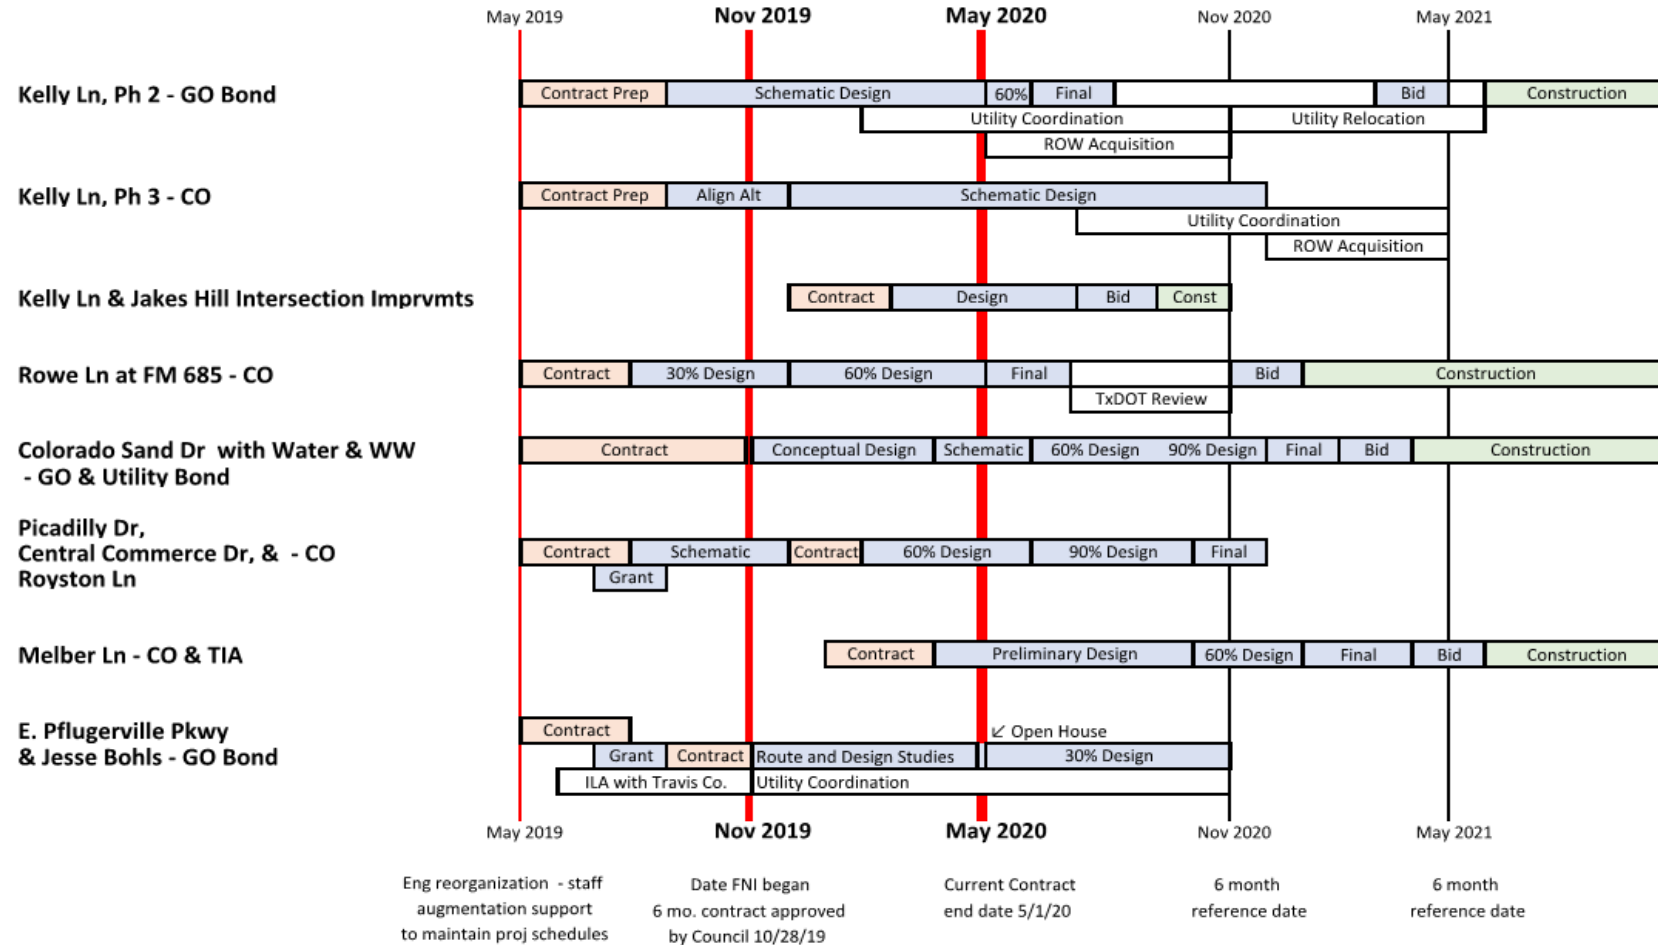 May 2019 Nov 2019 May 2020 Nov 2020 May 2021
Kelly Ln, Ph 2 - GO Bond Contract Prep Schematic Design 60% Final Bid Construction
Utility Coordination Utility Relocation
ROW Acquisition
Kelly Ln, Ph 3 - CO Contract Prep Align Alt Schematic Design
Utility Coordination
ROW Acquisition
Kelly Ln & Jakes Hill Intersection Imprvmts Contract Design Bid Const
Rowe Ln at FM 685 - CO Contract 30% Design 60% Design Final Bid Construction
TxDOT Review
Colorado Sand Dr with Water & WW Contract Conceptual Design Schematic 60% Design 90% Design Final Bid Construction
- GO & Utility Bond
Picadilly Dr,
Central Commerce Dr, & - CO Contract Schematic Contract 60% Design 90% Design Final
Royston Ln Grant
Melber Ln - CO & TIA Contract Preliminary Design 60% Design Final Bid Construction
E. Pflugerville Pkwy Contract ↙ Open House
& Jesse Bohls - GO Bond Grant Contract Route and Design Studies 30% Design
ILA with Travis Co. Utility Coordination
May 2019 Nov 2019 May 2020 Nov 2020 May 2021
Eng reorganization - staff Date FNI began Current Contract 6 month 6 month
augmentation support 6 mo. contract approved end date 5/1/20 reference date reference date
to maintain proj schedules by Council 10/28/19